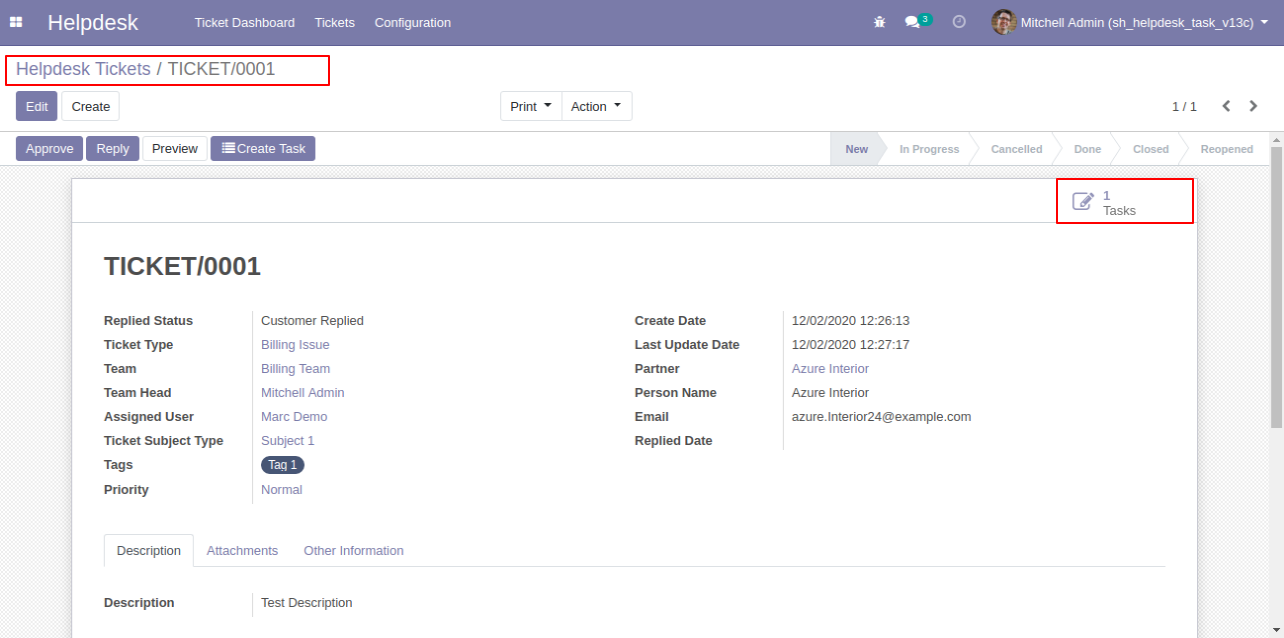 Helpdesk Ticket Dashboard Tickets Configuration 3 Mitchell Admin (sh_helpdesk_task_v13c)
Helpdesk Tickets / TICKET/0001
Edit Create Print Action 1 / 1
Approve Reply Preview Create Task New In Progress Cancelled Done Closed Reopened
1
Tasks
TICKET/0001
Replied Status Customer Replied
Ticket Type Billing Issue
Team Billing Team
Team Head Mitchell Admin
Assigned User Marc Demo
Ticket Subject Type Subject 1
Tags Tag 1
Priority Normal
Create Date 12/02/2020 12:26:13
Last Update Date 12/02/2020 12:27:17
Partner Azure Interior
Person Name Azure Interior
Email azure.Interior24@example.com
Replied Date
Description Attachments Other Information
Description Test Description